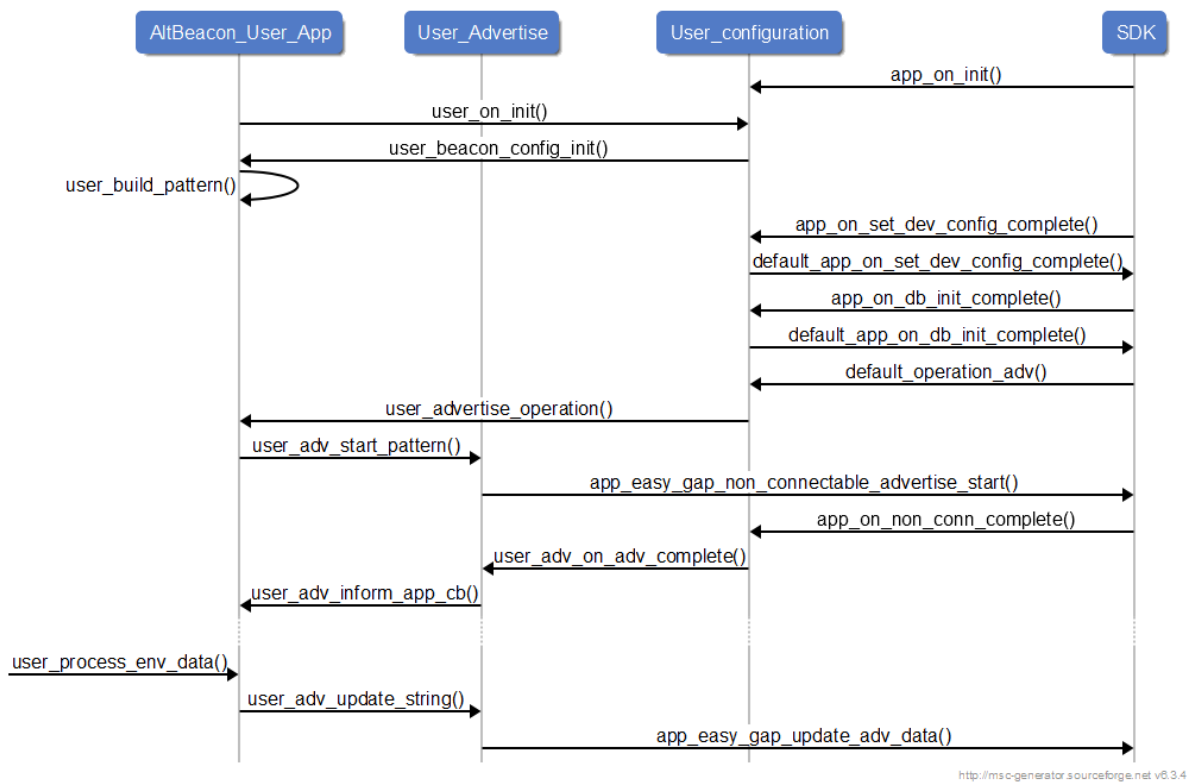 AltBeacon_User_App
User_Advertise
User_configuration
SDK
app_on_init()
user_on_init()
user_beacon_config_init()
user_build_pattern()
app_on_set_dev_config_complete()
default_app_on_set_dev_config_complete()
app_on_db_init_complete()
default_app_on_db_init_complete()
default_operation_adv()
user_advertise_operation()
user_adv_start_pattern()
app_easy_gap_non_connectable_advertise_start()
app_on_non_conn_complete()
user_adv_on_adv_complete()
user_adv_inform_app_cb()
user_process_env_data()
user_adv_update_string()
app_easy_gap_update_adv_data()
http://msc-generator.sourceforge.net v6.3.4